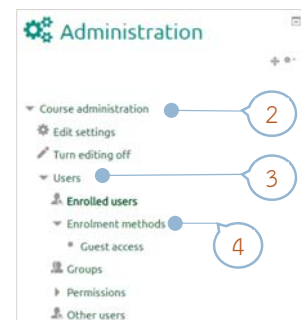 Administration
Course administration
2
Edit settings
Turn editing off
Users
3
Enrolled users
Enrolment methods
4
Guest access
Groups
Permissions
Other users